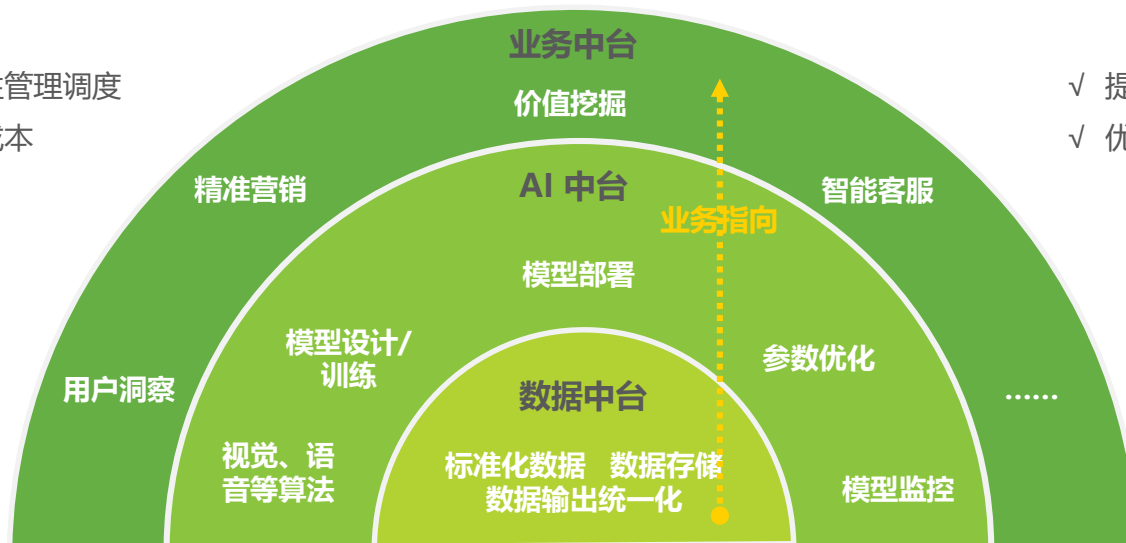 业务中台
管理调度
√ 提
价值挖掘
本
√ 优
精准营销
AI 中台
智能客服
业务指向
模型部署
模型设计/
训练
参数优化
用户洞察
数据中台
......
视觉、语
音等算法
标准化数据 数据存储
数据输出统一化
模型监控